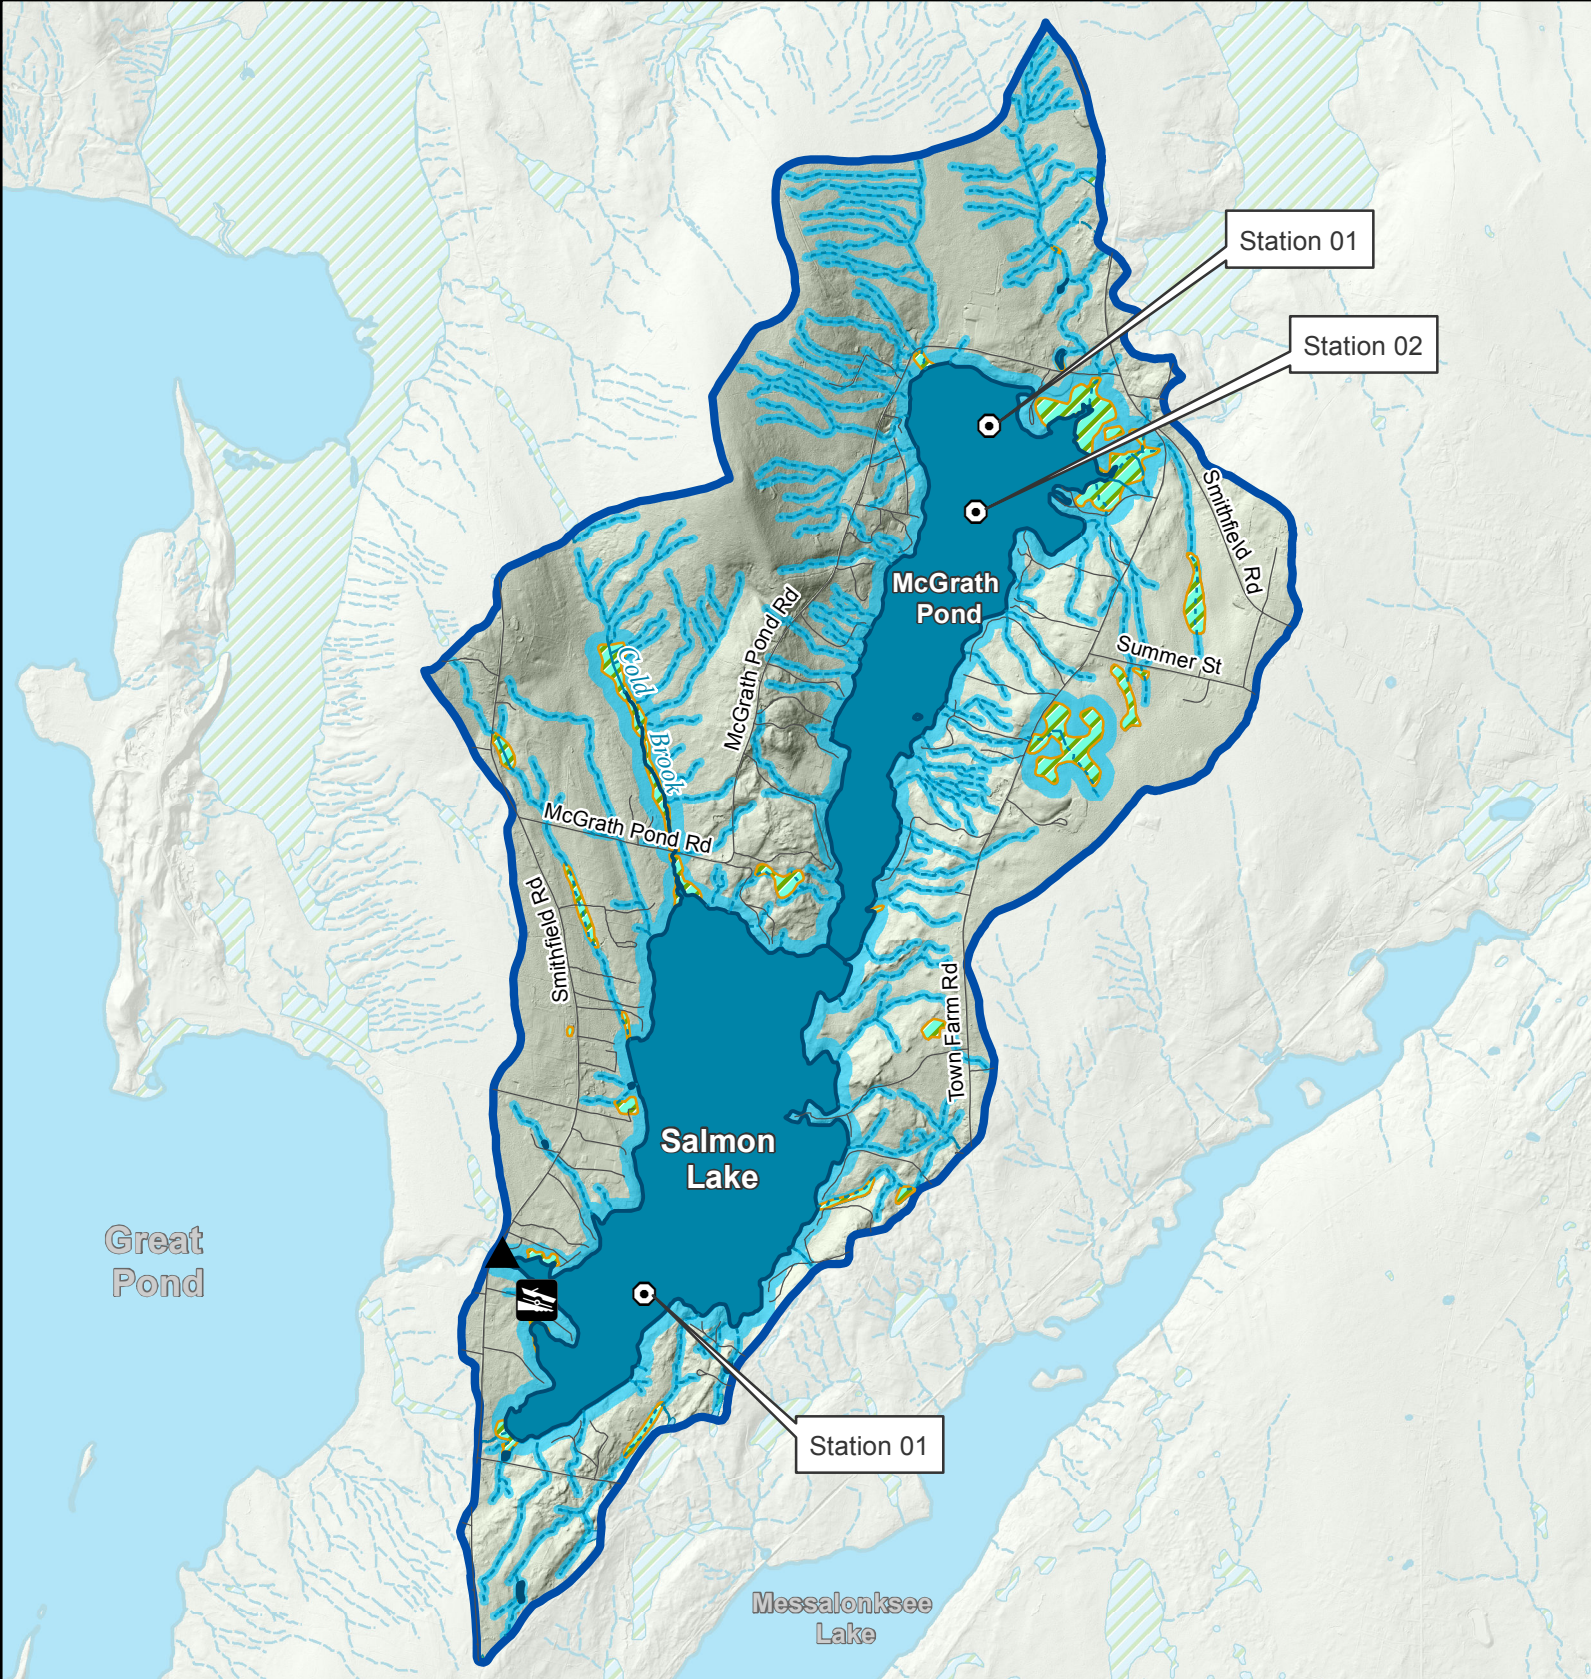 Station 01
Station 02
Smithfield Rd
McGrath
Pond
McGrath Pond Rd
Summer St
Cold Brook
McGrath Pond Rd
Smithfield Rd
Town Farm Rd
Salmon
Lake
Great
Pond
Station 01
Messalonksee
Lake